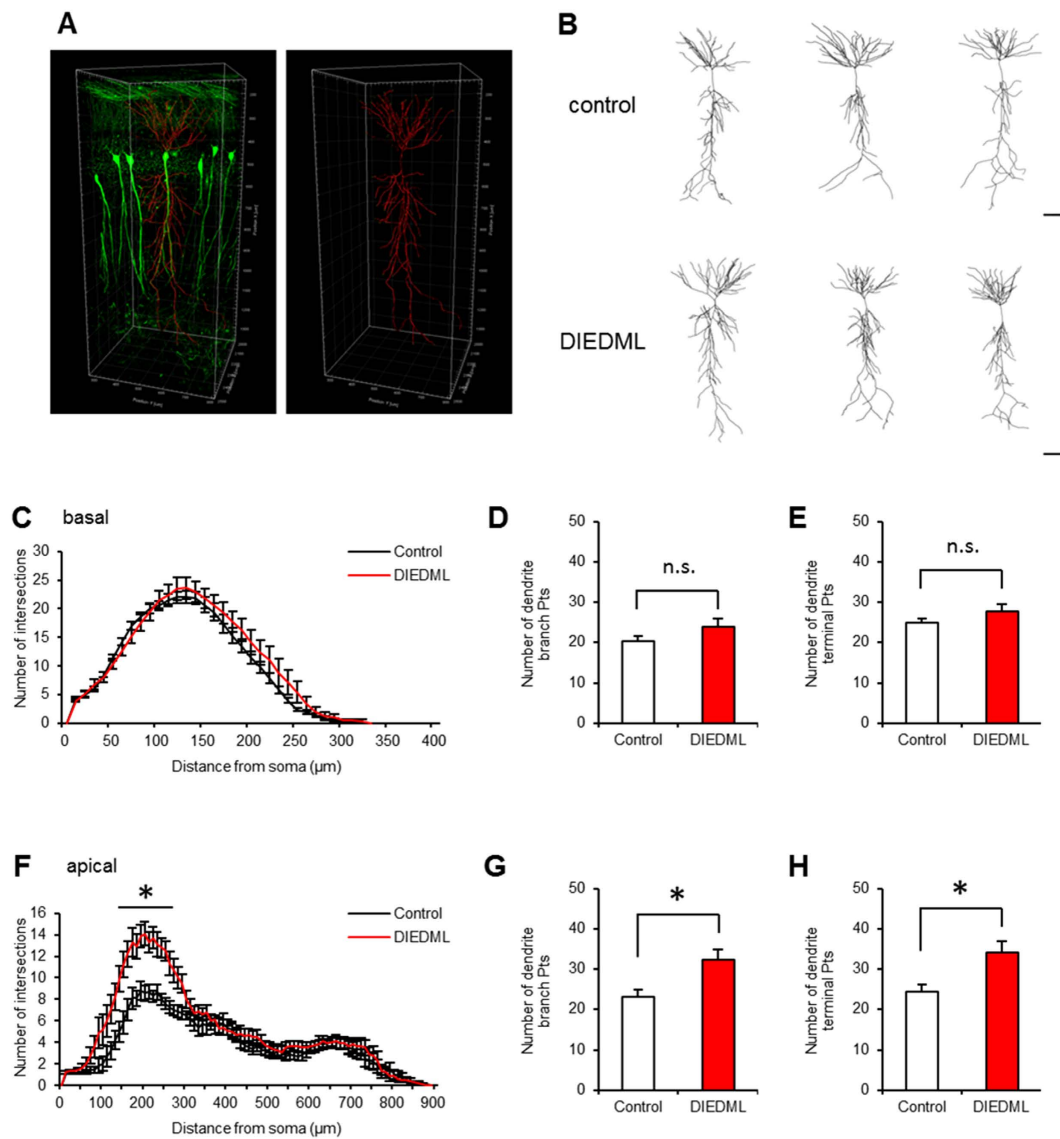 A
B
control
DIEDML
C
basal
Number of intersections
30
25
20
15
10
5
0
Control
DIEDML
0 50 100 150 200 250 300 350 400
Distance from soma (µm)
D
Number of dendrite
branch Pts
50
40
30
20
10
0
n.s.
Control DIEDML
E
Number of dendrite
terminal Pts
50
40
30
20
10
0
n.s.
Control DIEDML
F
apical
*
Number of intersections
16
14
12
10
8
6
4
2
0
Control
DIEDML
0 100 200 300 400 500 600 700 800 900
Distance from soma (µm)
G
Number of dendrite
branch Pts
50
40
30
20
10
0
*
Control DIEDML
H
Number of dendrite
terminal Pts
50
40
30
20
10
0
*
Control DIEDML